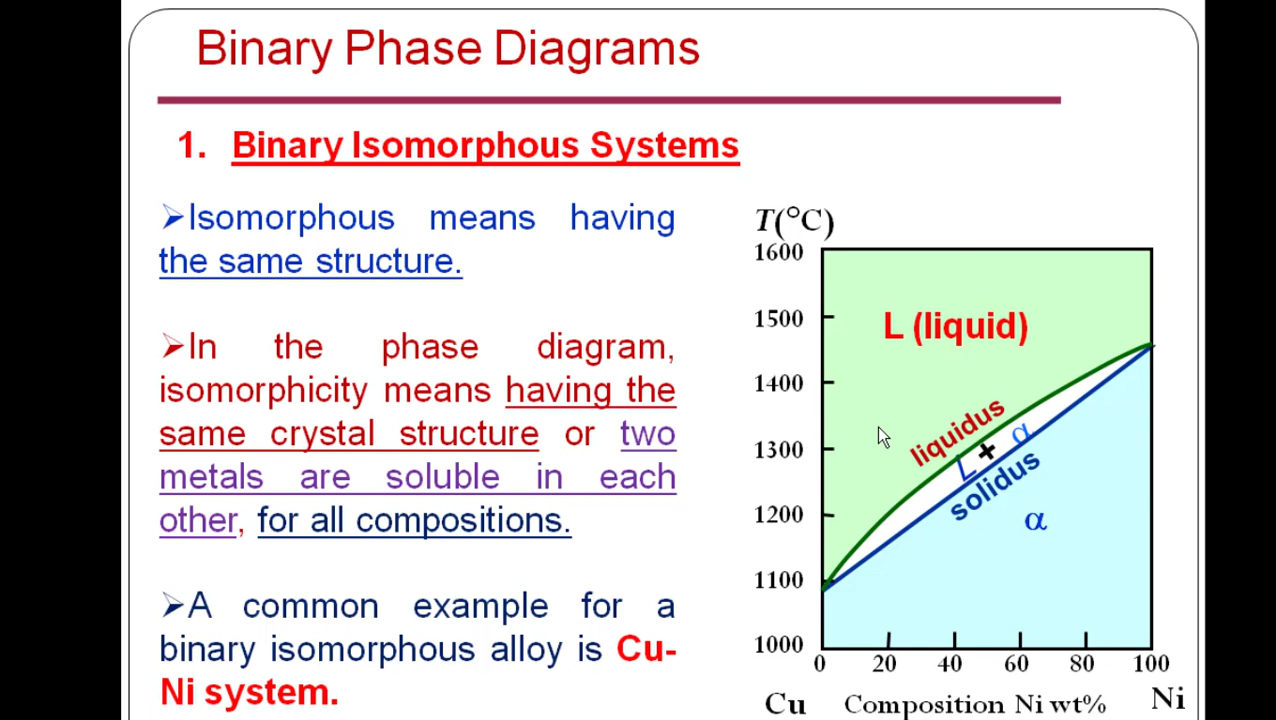 Binary Phase Diagrams
1. Binary Isomorphous Systems
➢Isomorphous means having
the same structure.
➢In the phase diagram,
isomorphicity means having the
same crystal structure or two
metals are soluble in each
other, for all compositions.
➢A common example for a
binary isomorphous alloy is Cu-
Ni system.
T(°C)
1600
1500
1400
1300
1200
1100
1000
L (liquid)
liquidus
L + α
solidus
α
0 20 40 60 80 100
Cu Composition Ni wt% Ni